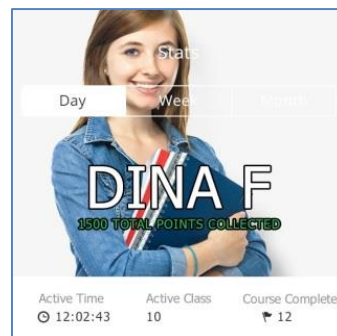 Stats
Day Week Month
DINA F
1500 TOTAL POINTS COLLECTED
Active Time Active Class Course Complete
12:02:43 10 12